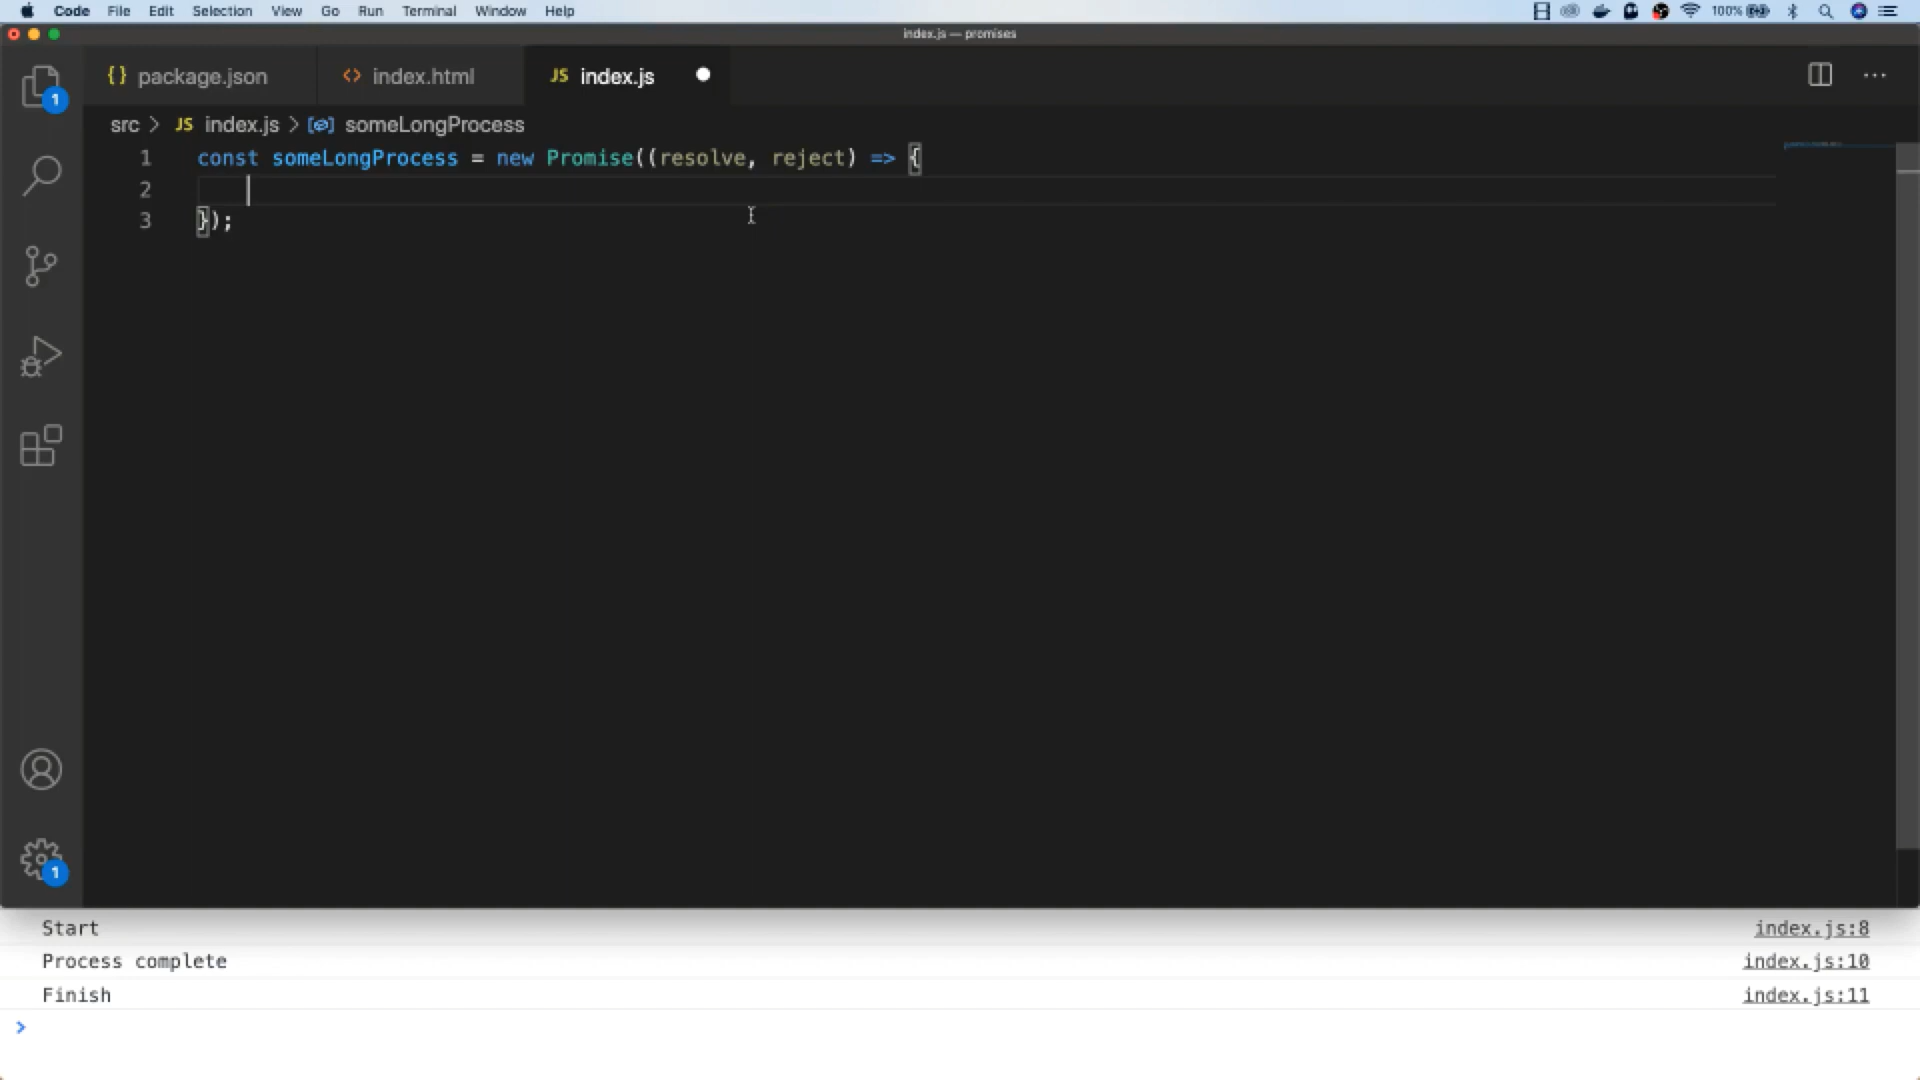 Code File Edit Selection View Go Run Terminal Window Help 100%
index.js — promises
{} package.json <> index.html JS index.js
1
src > JS index.js > someLongProcess
1 const someLongProcess = new Promise((resolve, reject) => {
2
3 });
1
Start index.js:8
Process complete index.js:10
Finish index.js:11
>